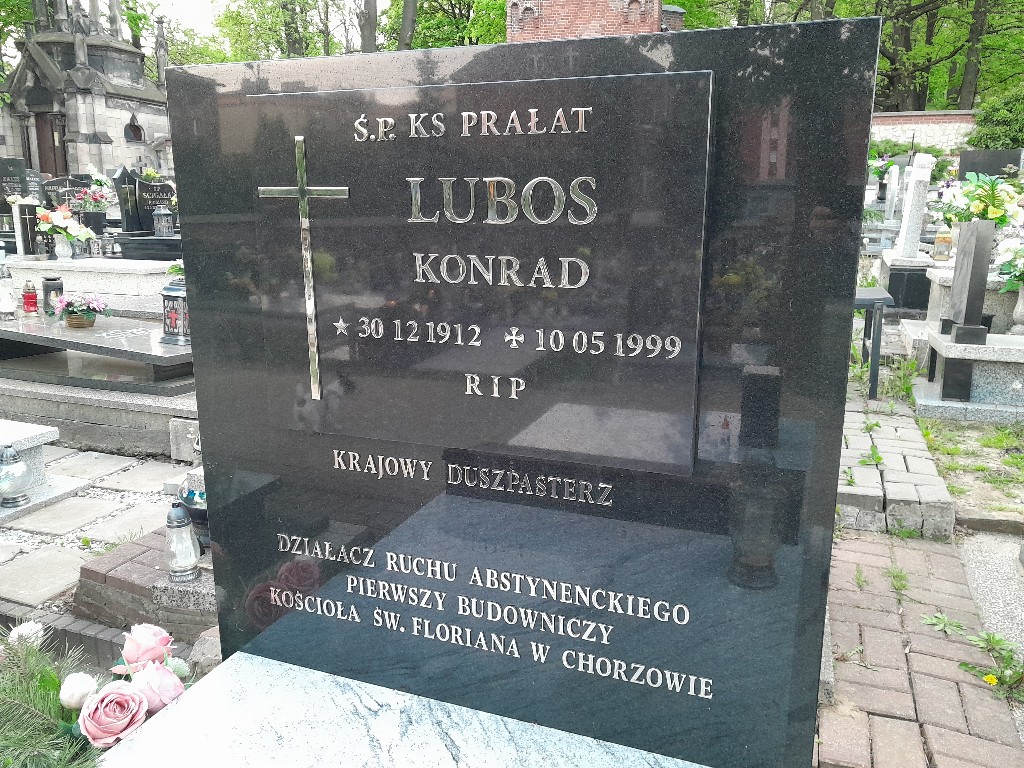 Ś.P. KS PRAŁAT
LUBOS
KONRAD
30 12 1912 10 05 1999
R I P
KRAJOWY DUSZPASTERZ
DZIAŁACZ RUCHU ABSTYNENCKIEGO
PIERWSZY BUDOWNICZY
KOŚCIOŁA ŚW. FLORIANA W CHORZOWIE